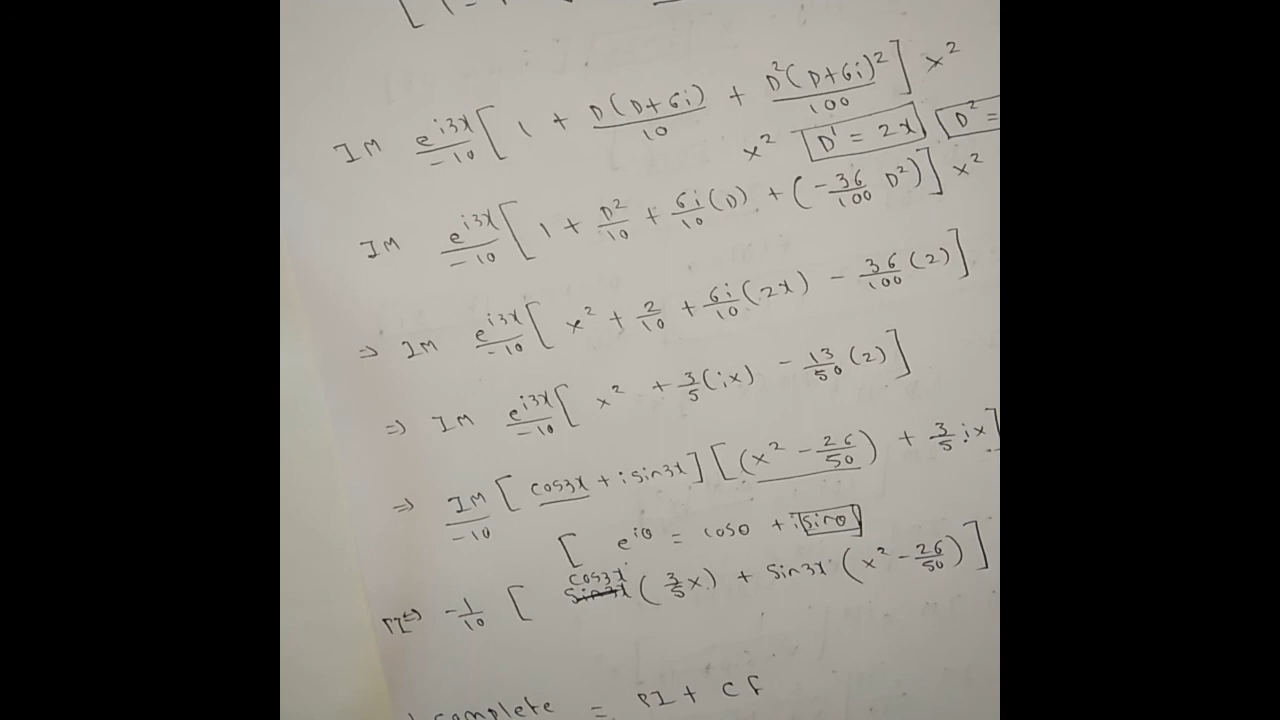 IM e^{i3x}/-10 [ 1 + D(D+6i)/10 + D²(D+6i)²/100 ] x²
x² D¹ = 2x D² =
IM e^{i3x}/-10 [ 1 + D²/10 + 6i/10 (D) + (-36/100 D²) ] x²
=> IM e^{i3x}/-10 [ x² + 2/10 + 6i/10 (2x) - 36/100 (2) ]
=> IM e^{i3x}/-10 [ x² + 3/5 (ix) - 13/50 (2) ]
=> IM/-10 [ cos3x + i sin3x ] [ (x² - 26/50) + 3/5 ix ]
[ e^{iθ} = cosθ + i sinθ
PI => -1/10 [ cos3x (3/5 x) + sin3x (x² - 26/50) ]
complete = PI + CF